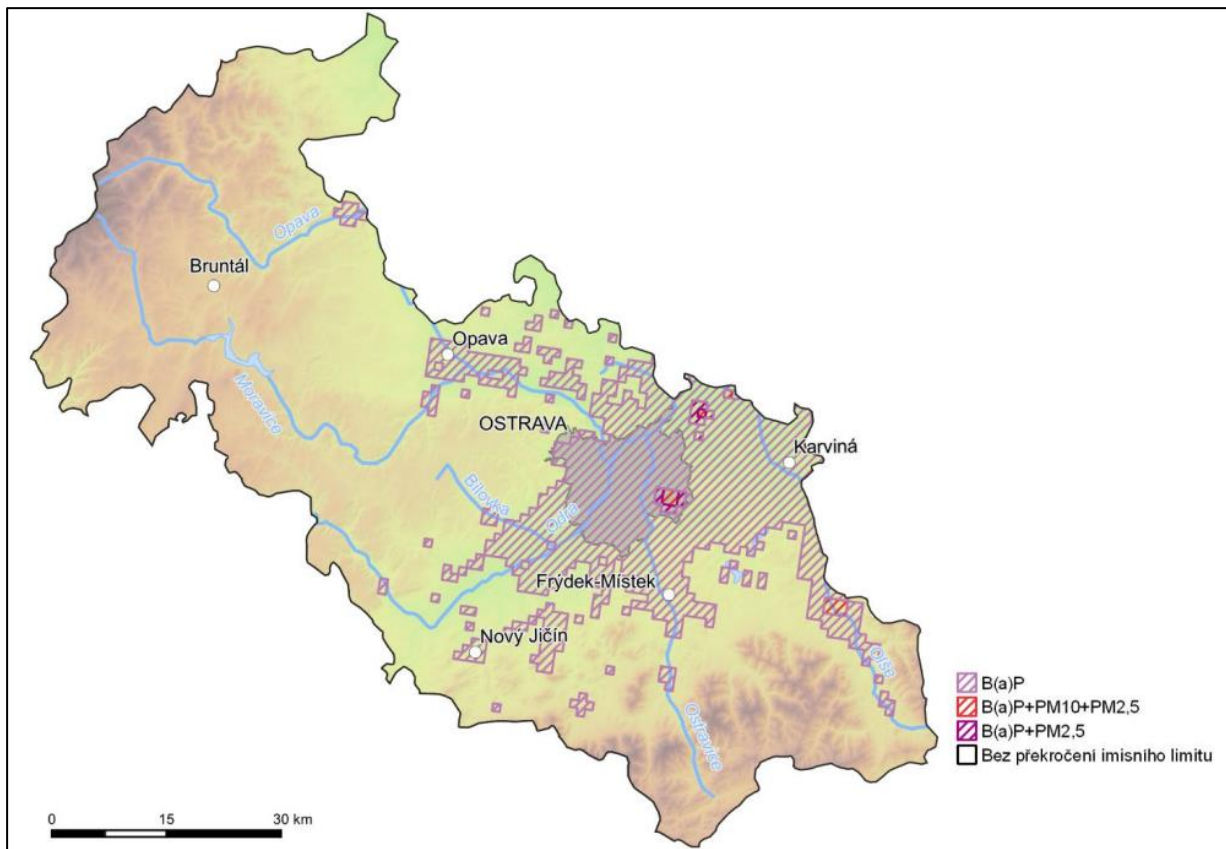 Opava
Bruntál
Opava
Moravice
OSTRAVA
Karviná
Bílovka
Odra
Frýdek-Místek
Nový Jičín
Olše
Ostravice
B(a)P
B(a)P+PM10+PM2,5
B(a)P+PM2,5
Bez překročení imisního limitu
0 15 30 km